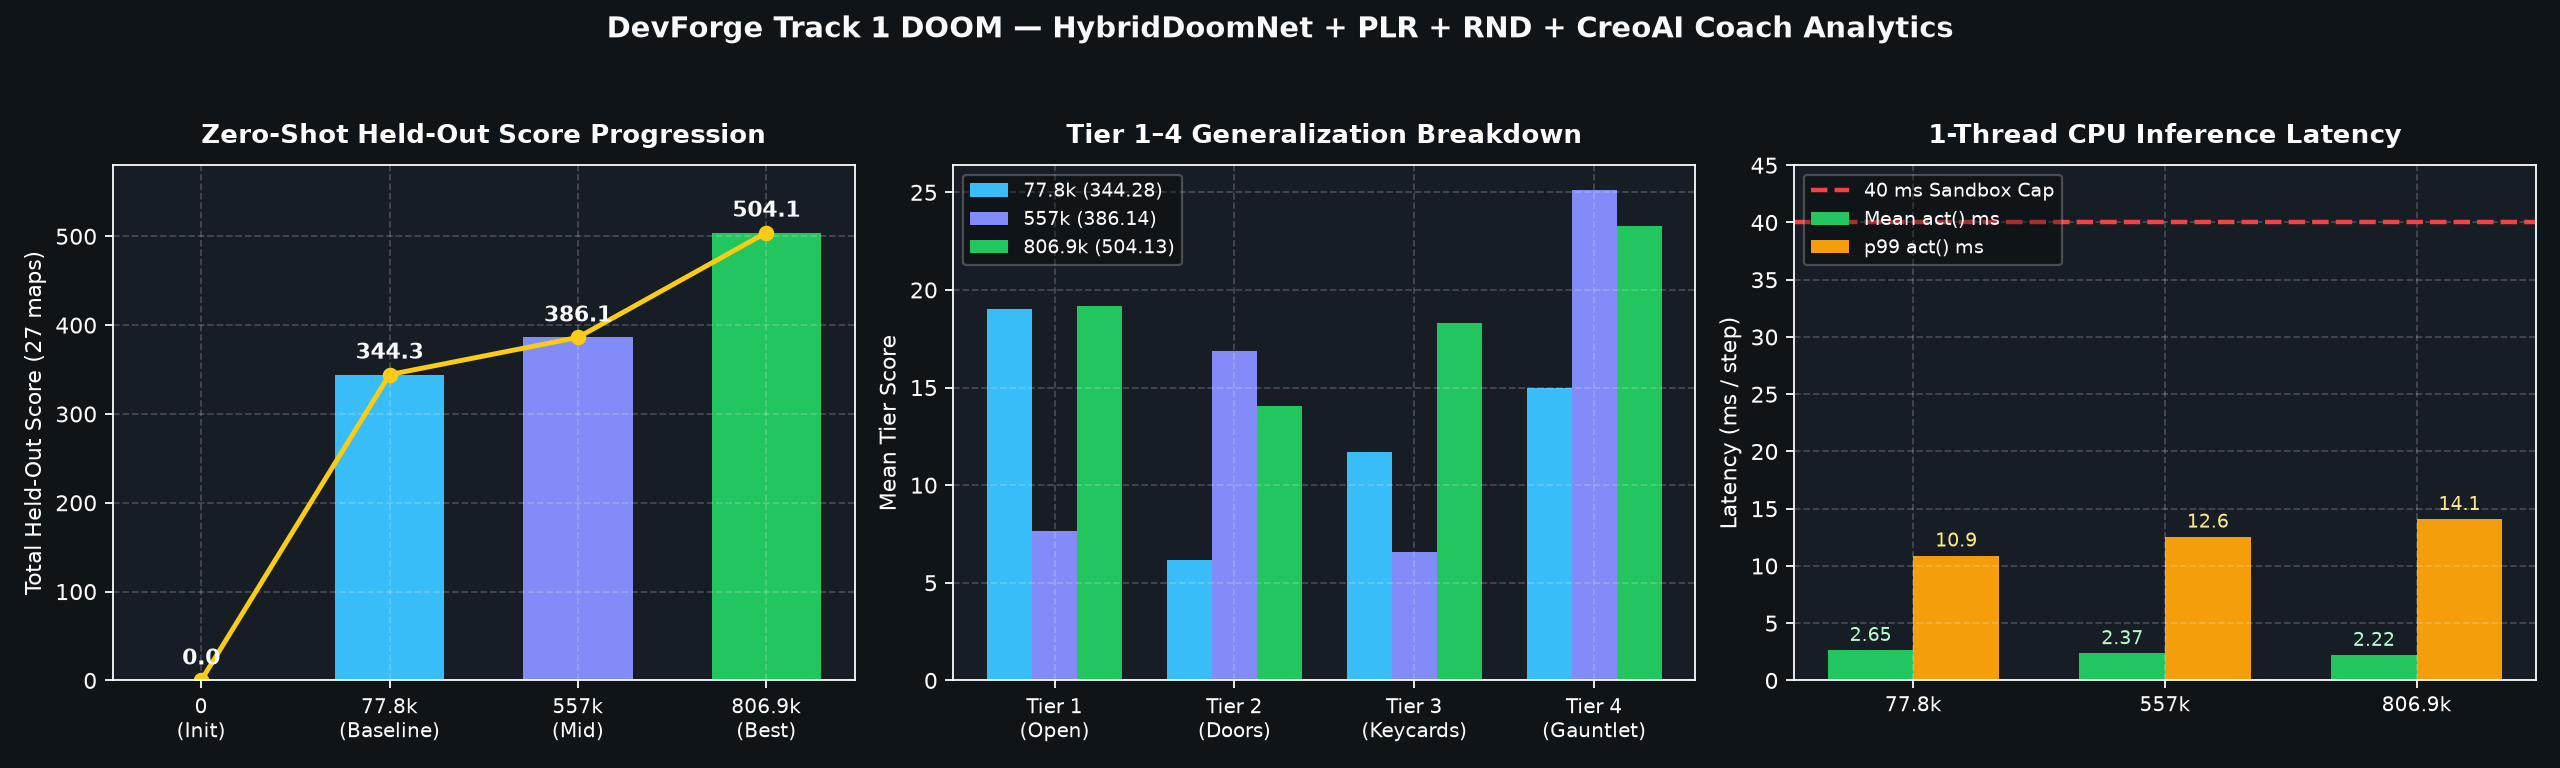 DevForge Track 1 DOOM — HybridDoomNet + PLR + RND + CreoAI Coach Analytics
Zero-Shot Held-Out Score Progression
Total Held-Out Score (27 maps)
500
400
300
200
100
0
0.0
344.3
386.1
504.1
0
(Init)
77.8k
(Baseline)
557k
(Mid)
806.9k
(Best)
Tier 1–4 Generalization Breakdown
Mean Tier Score
25
20
15
10
5
0
77.8k (344.28)
557k (386.14)
806.9k (504.13)
Tier 1
(Open)
Tier 2
(Doors)
Tier 3
(Keycards)
Tier 4
(Gauntlet)
1-Thread CPU Inference Latency
Latency (ms / step)
45
40
35
30
25
20
15
10
5
0
40 ms Sandbox Cap
Mean act() ms
p99 act() ms
2.65
10.9
2.37
12.6
2.22
14.1
77.8k
557k
806.9k